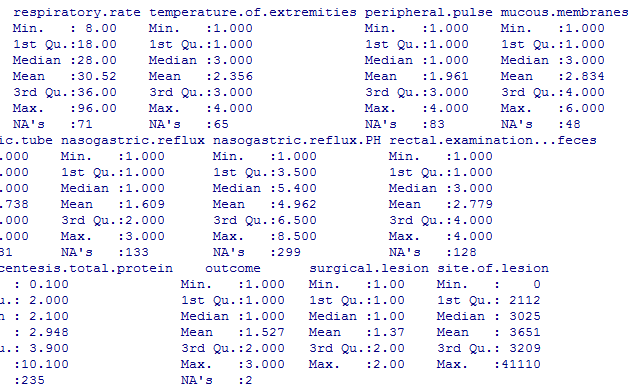 respiratory.rate temperature.of.extremities peripheral.pulse mucous.membranes
Min. : 8.00 Min. :1.000 Min. :1.000 Min. :1.000
1st Qu.:18.00 1st Qu.:1.000 1st Qu.:1.000 1st Qu.:1.000
Median :28.00 Median :3.000 Median :1.000 Median :3.000
Mean :30.52 Mean :2.356 Mean :1.961 Mean :2.834
3rd Qu.:36.00 3rd Qu.:3.000 3rd Qu.:3.000 3rd Qu.:4.000
Max. :96.00 Max. :4.000 Max. :4.000 Max. :6.000
NA's :71 NA's :65 NA's :83 NA's :48
ic.tube nasogastric.reflux nasogastric.reflux.PH rectal.examination...feces
.000 Min. :1.000 Min. :1.000 Min. :1.000
.000 1st Qu.:1.000 1st Qu.:3.500 1st Qu.:1.000
.000 Median :1.000 Median :5.400 Median :3.000
.738 Mean :1.609 Mean :4.962 Mean :2.779
.000 3rd Qu.:2.000 3rd Qu.:6.500 3rd Qu.:4.000
.000 Max. :3.000 Max. :8.500 Max. :4.000
31 NA's :133 NA's :299 NA's :128
centesis.total.protein outcome surgical.lesion site.of.lesion
: 0.100 Min. :1.000 Min. :1.00 Min. : 0
u.: 2.000 1st Qu.:1.000 1st Qu.:1.00 1st Qu.: 2112
n : 2.100 Median :1.000 Median :1.00 Median : 3025
: 2.948 Mean :1.527 Mean :1.37 Mean : 3651
u.: 3.900 3rd Qu.:2.000 3rd Qu.:2.00 3rd Qu.: 3209
:10.100 Max. :3.000 Max. :2.00 Max. :41110
:235 NA's :2